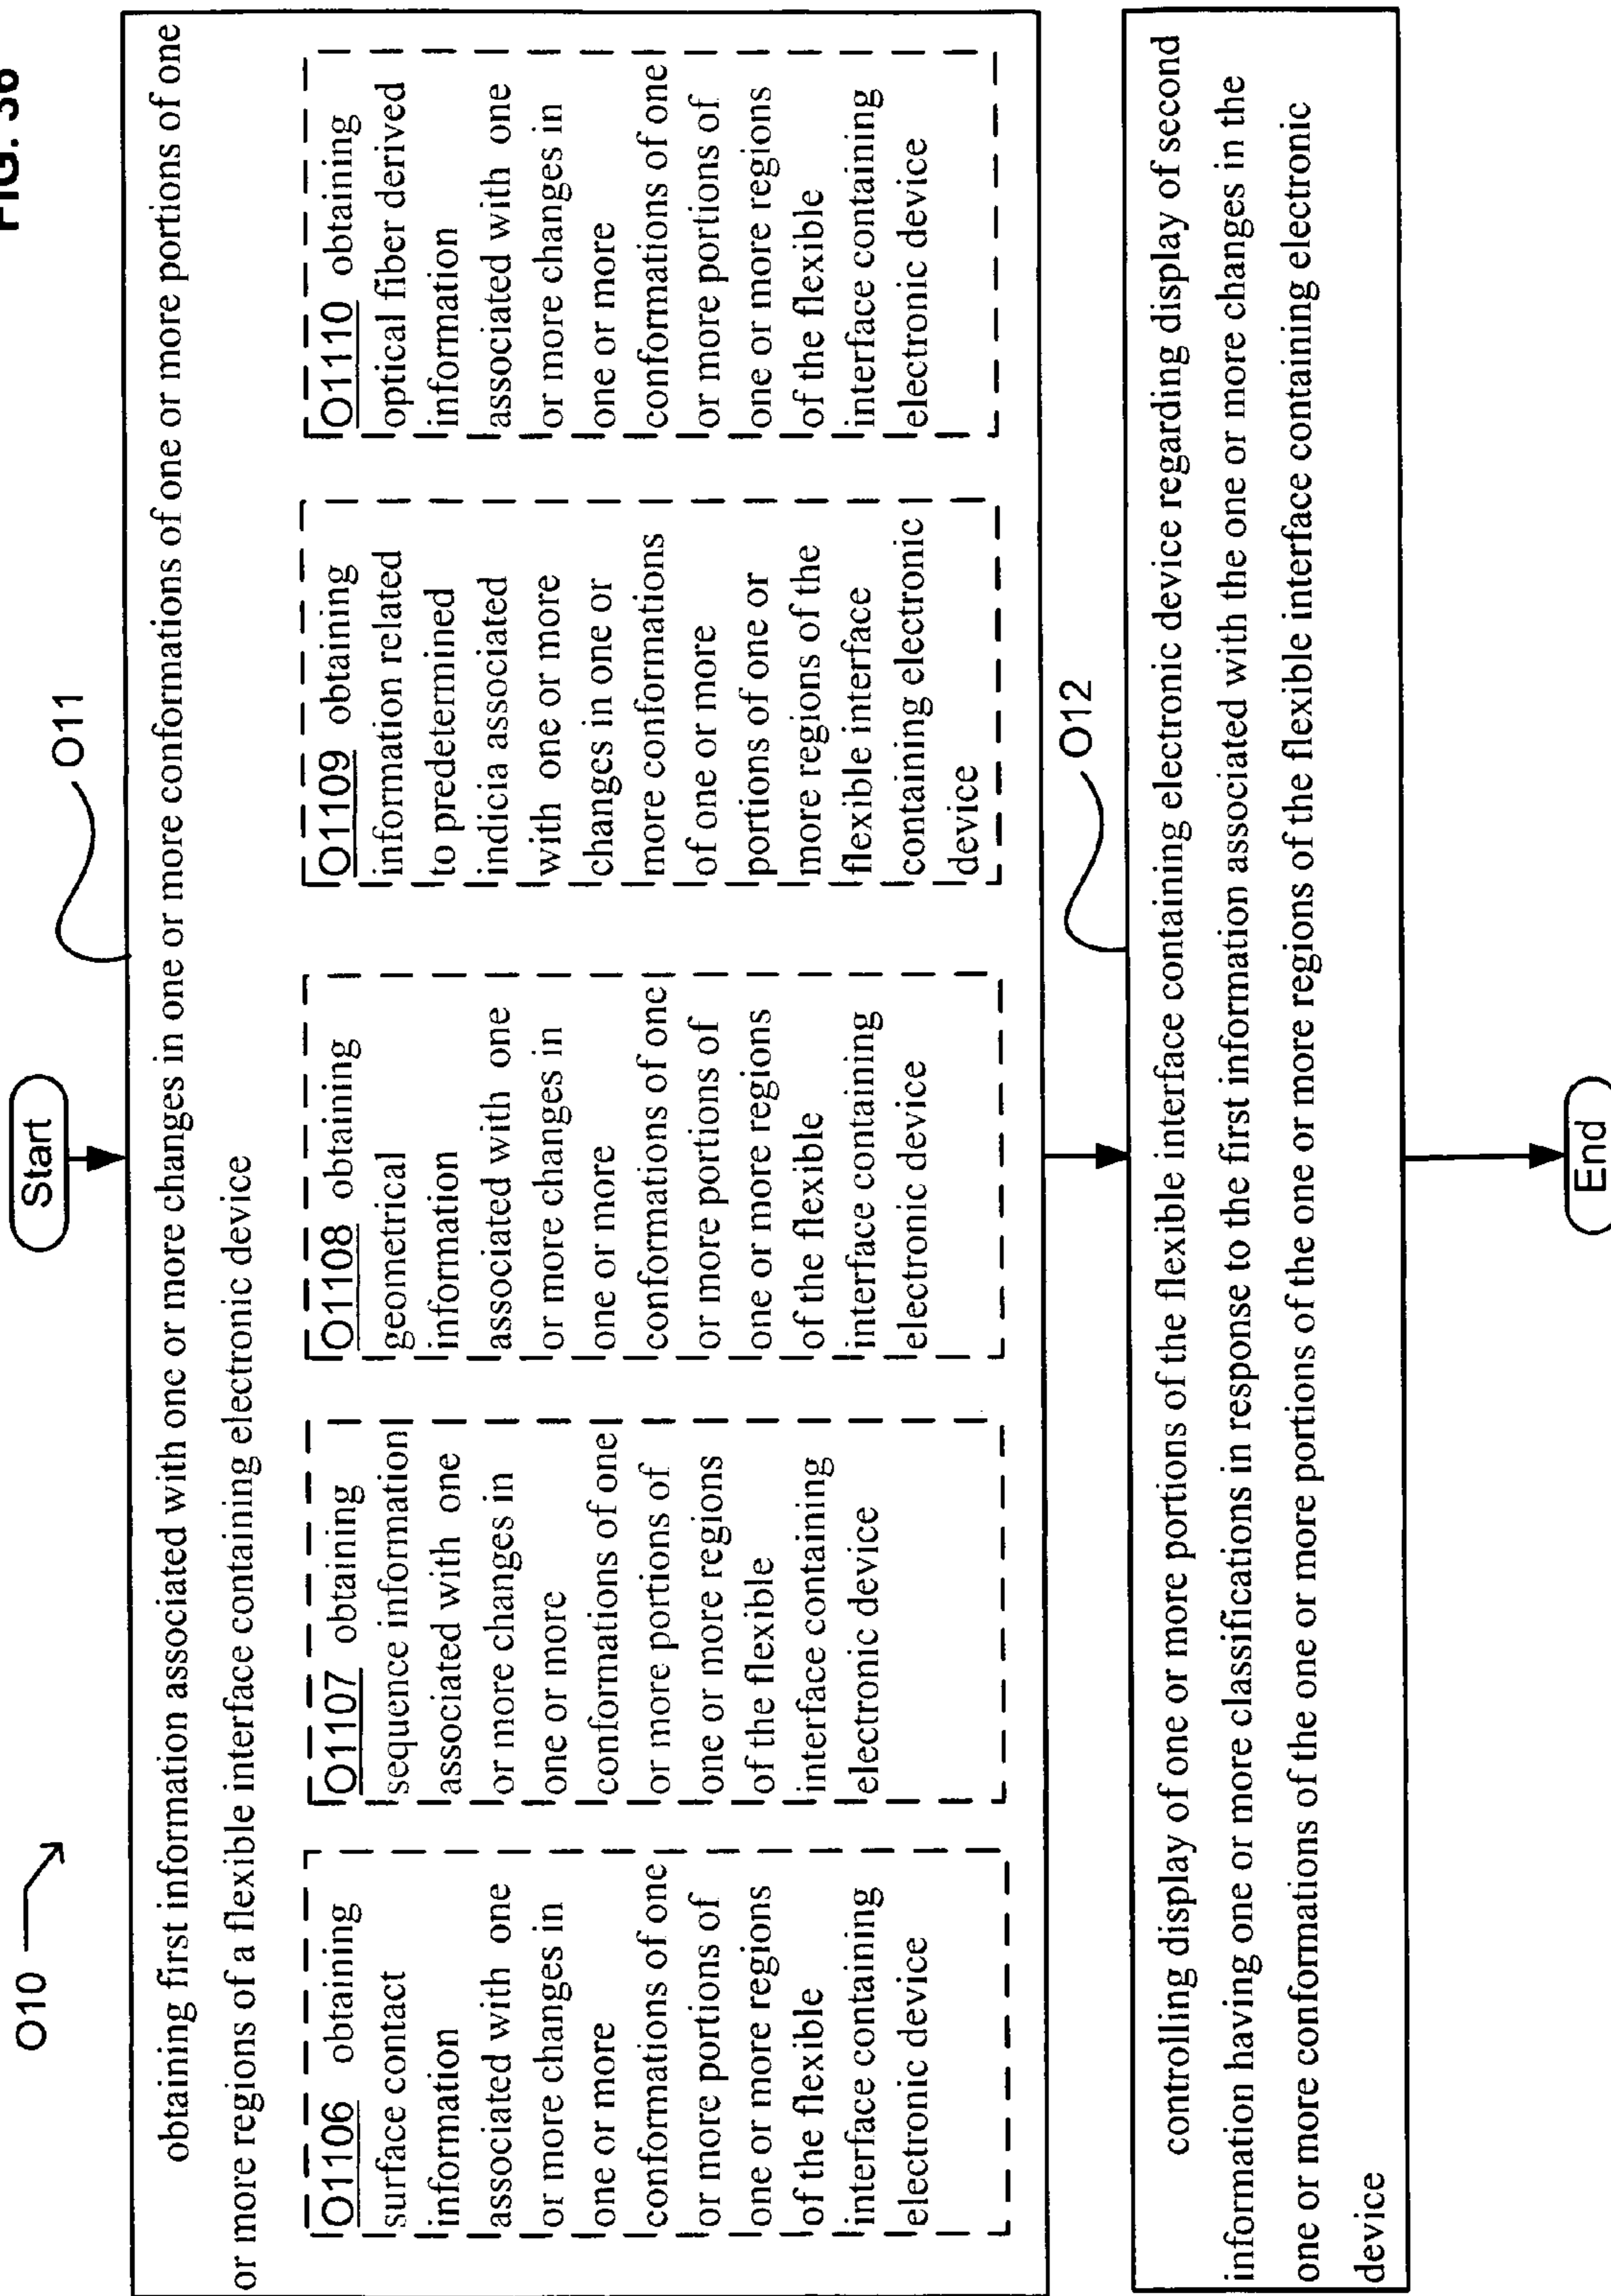 FIG. 36
O10
Start
O11
obtaining first information associated with one or more changes in one or more conformations of one or more portions of one
or more regions of a flexible interface containing electronic device
O1106 obtaining
surface contact
information
associated with one
or more changes in
one or more
conformations of one
or more portions of
one or more regions
of the flexible
interface containing
electronic device
O1107 obtaining
sequence information
associated with one
or more changes in
one or more
conformations of one
or more portions of
one or more regions
of the flexible
interface containing
electronic device
O1108 obtaining
geometrical
information
associated with one
or more changes in
one or more
conformations of one
or more portions of
one or more regions
of the flexible
interface containing
electronic device
O1109 obtaining
information related
to predetermined
indicia associated
with one or more
changes in one or
more conformations
of one or more
portions of one or
more regions of the
flexible interface
containing electronic
device
O1110 obtaining
optical fiber derived
information
associated with one
or more changes in
one or more
conformations of one
or more portions of
one or more regions
of the flexible
interface containing
electronic device
O12
controlling display of one or more portions of the flexible interface containing electronic device regarding display of second
information having one or more classifications in response to the first information associated with the one or more changes in the
one or more conformations of the one or more portions of the one or more regions of the flexible interface containing electronic
device
End